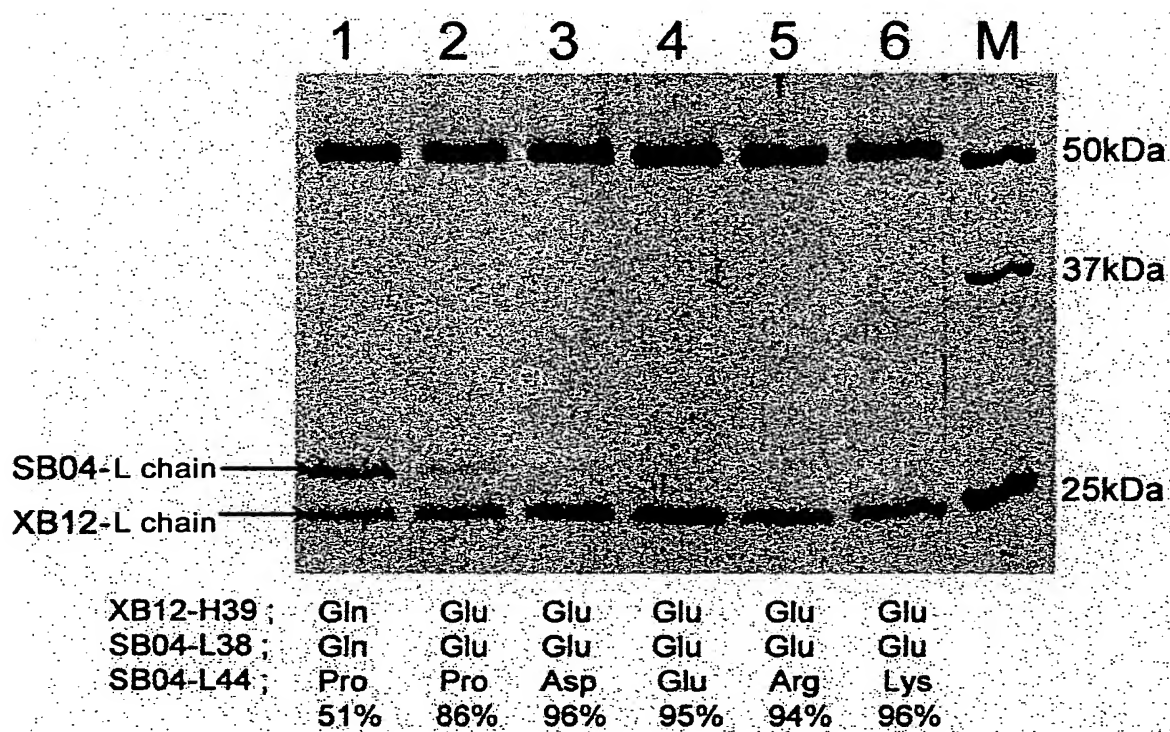 1 2 3 4 5 6 M
50kDa
37kDa
SB04-L chain
25kDa
XB12-L chain
XB12-H39 ; Gln Glu Glu Glu Glu Glu
SB04-L38 ; Gln Glu Glu Glu Glu Glu
SB04-L44 ; Pro Pro Asp Glu Arg Lys
51% 86% 96% 95% 94% 96%